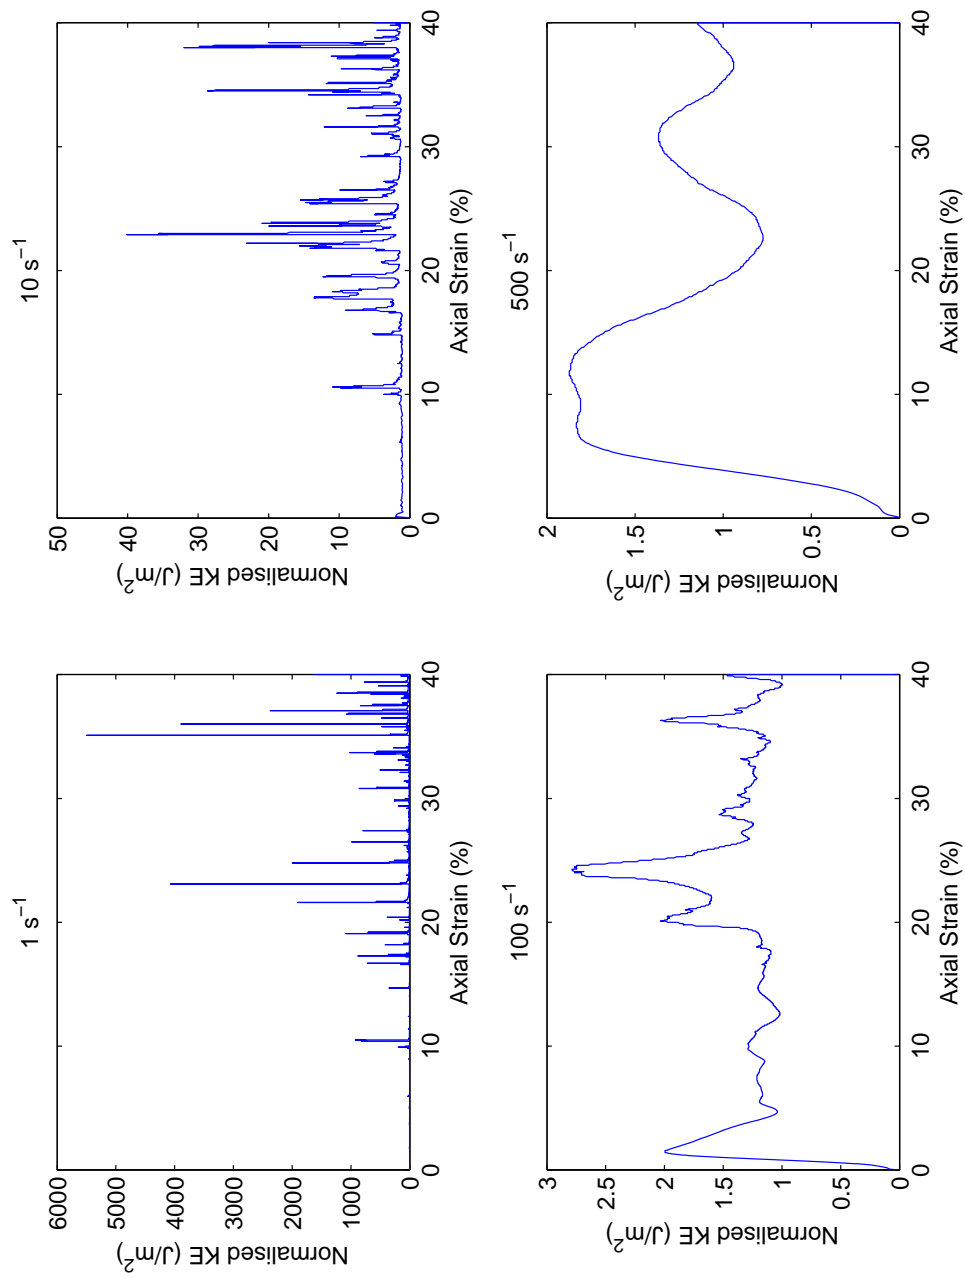 1 s−1
Normalised KE (J/m2)
6000
5000
4000
3000
2000
1000
0
0 10 20 30 40
Axial Strain (%)
10 s−1
Normalised KE (J/m2)
50
40
30
20
10
0
0 10 20 30 40
Axial Strain (%)
100 s−1
Normalised KE (J/m2)
3
2.5
2
1.5
1
0.5
0
0 10 20 30 40
Axial Strain (%)
500 s−1
Normalised KE (J/m2)
2
1.5
1
0.5
0
0 10 20 30 40
Axial Strain (%)